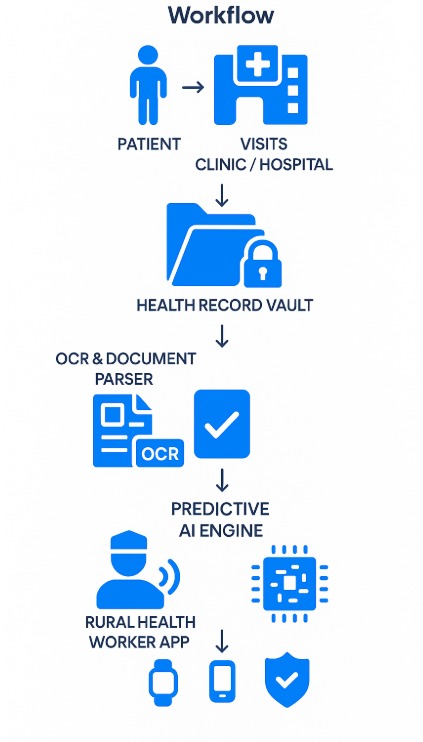 Workflow
PATIENT
VISITS
CLINIC / HOSPITAL
HEALTH RECORD VAULT
OCR & DOCUMENT
PARSER
OCR
PREDICTIVE
AI ENGINE
RURAL HEALTH
WORKER APP